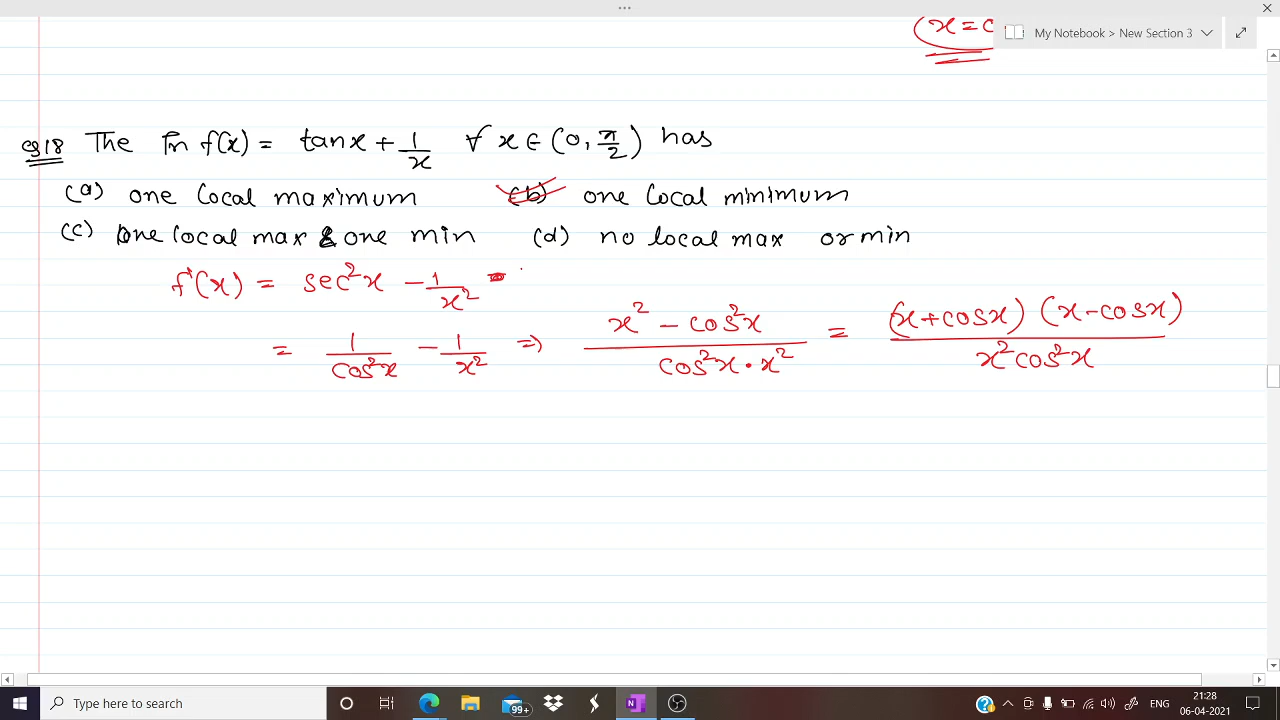 (x = c
My Notebook > New Section 3
Q18 The fn f(x) = tanx + 1/x ∀ x ∈ (0, π/2) has
(a) one local maximum (b) one local minimum
(c) one local max & one min (d) no local max or min
f'(x) = sec²x - 1/x² =
= 1/cos²x - 1/x² ⇒ (x² - cos²x)/(cos²x · x²) = (x+cosx)(x-cosx)/(x²cos²x)
Type here to search
99+
ENG
21:28
06-04-2021